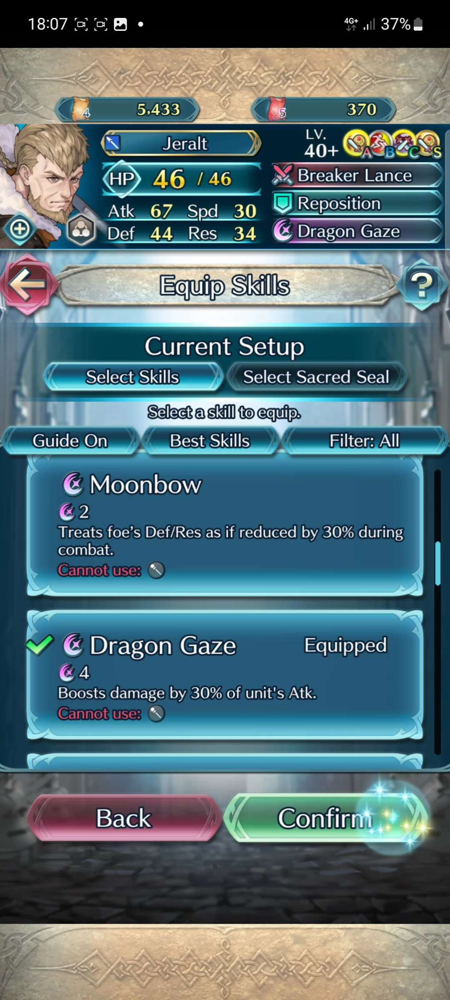 18:07
4G+ 37%
4 5,433
5 370
Jeralt
LV.
40+
A B C S
HP 46 / 46
Atk 67 Spd 30
Def 44 Res 34
Breaker Lance
Reposition
Dragon Gaze
Equip Skills
?
Current Setup
Select Skills
Select Sacred Seal
Select a skill to equip.
Guide On
Best Skills
Filter: All
Moonbow
2
Treats foe's Def/Res as if reduced by 30% during
combat.
Cannot use:
Dragon Gaze
Equipped
4
Boosts damage by 30% of unit's Atk.
Cannot use:
Back
Confirm